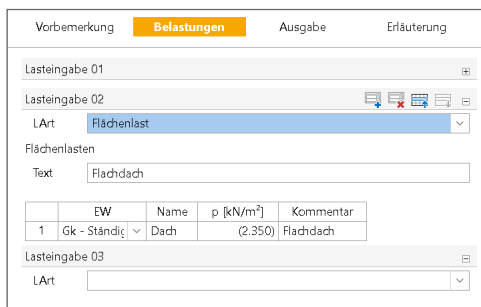 Vorbemerkung Belastungen Ausgabe Erläuterung
Lasteingabe 01
Lasteingabe 02
LArt Flächenlast
Flächenlasten
Text Flachdach
EW Name p [kN/m²] Kommentar
1 Gk - Ständig Dach (2.350) Flachdach
Lasteingabe 03
LArt